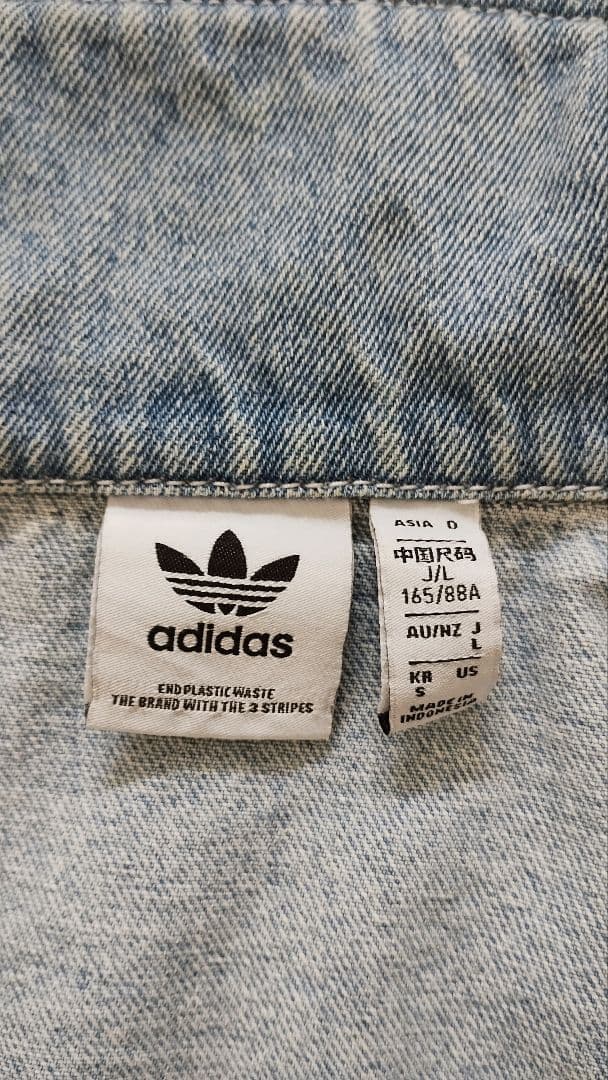 adidas
END PLASTIC WASTE
THE BRAND WITH THE 3 STRIPES
ASIA D
中国尺码
J/L
165/88A
AU/NZ J
L
KR US
S
MADE IN
INDONESIA